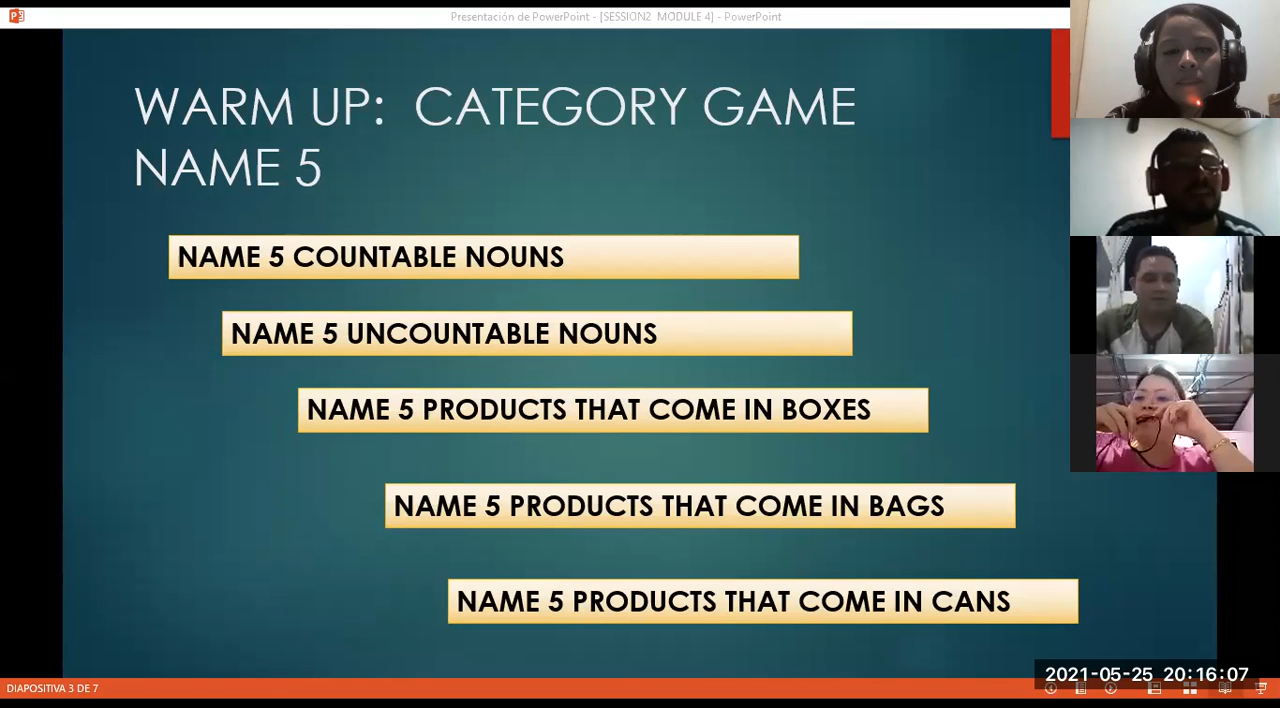 Presentación de PowerPoint - [SESSION2 MODULE 4] - PowerPoint
WARM UP: CATEGORY GAME
NAME 5
NAME 5 COUNTABLE NOUNS
NAME 5 UNCOUNTABLE NOUNS
NAME 5 PRODUCTS THAT COME IN BOXES
NAME 5 PRODUCTS THAT COME IN BAGS
NAME 5 PRODUCTS THAT COME IN CANS
2021-05-25 20:16:07
DIAPOSITIVA 3 DE 7